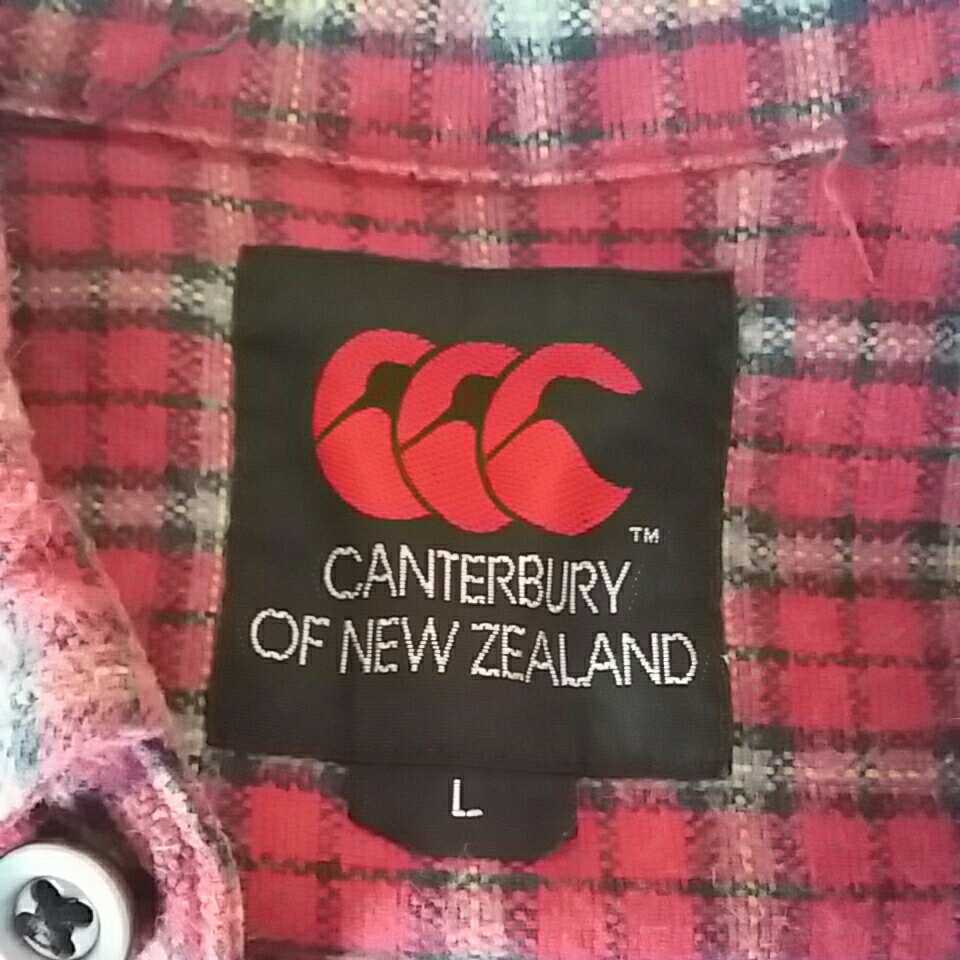 TM
CANTERBURY
OF NEW ZEALAND
L